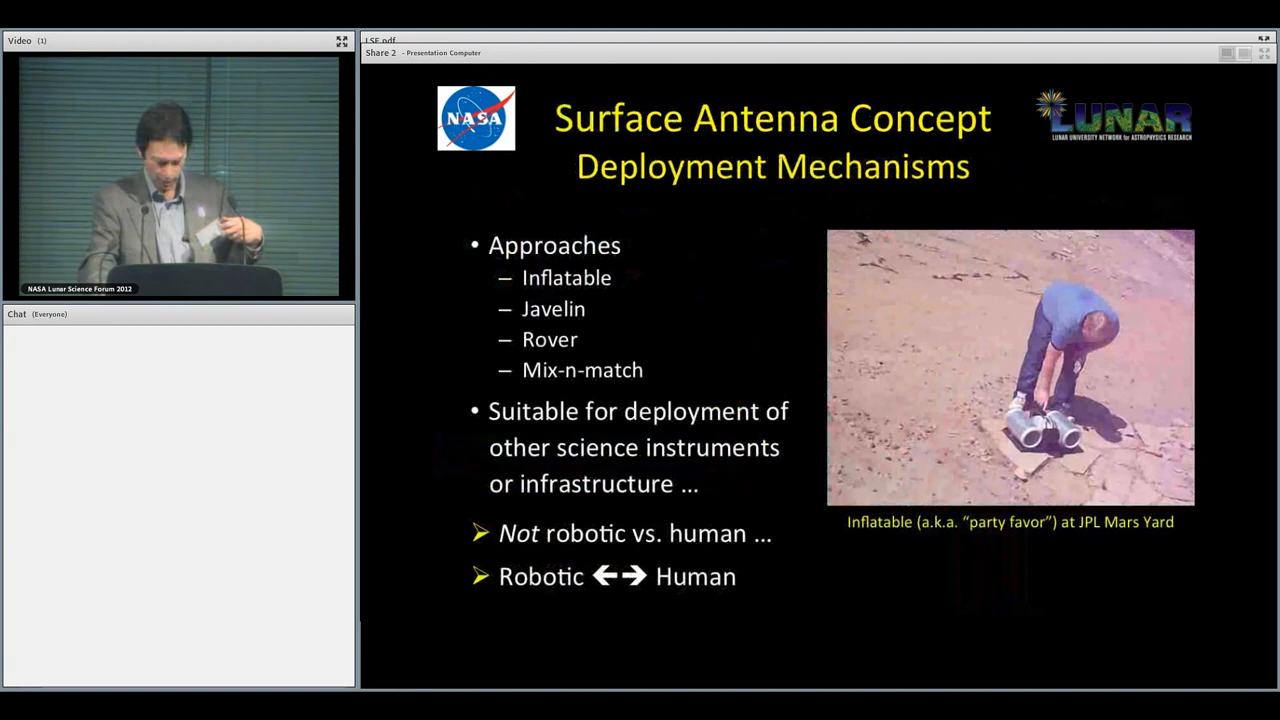 Video (1)
NASA Lunar Science Forum 2012
Chat (Everyone)
LSE.pdf
Share 2 - Presentation Computer
NASA
Surface Antenna Concept
Deployment Mechanisms
LUNAR
LUNAR UNIVERSITY NETWORK for ASTROPHYSICS RESEARCH
• Approaches
– Inflatable
– Javelin
– Rover
– Mix-n-match
• Suitable for deployment of
other science instruments
or infrastructure ...
➢ Not robotic vs. human ...
➢ Robotic ←→ Human
Inflatable (a.k.a. “party favor”) at JPL Mars Yard